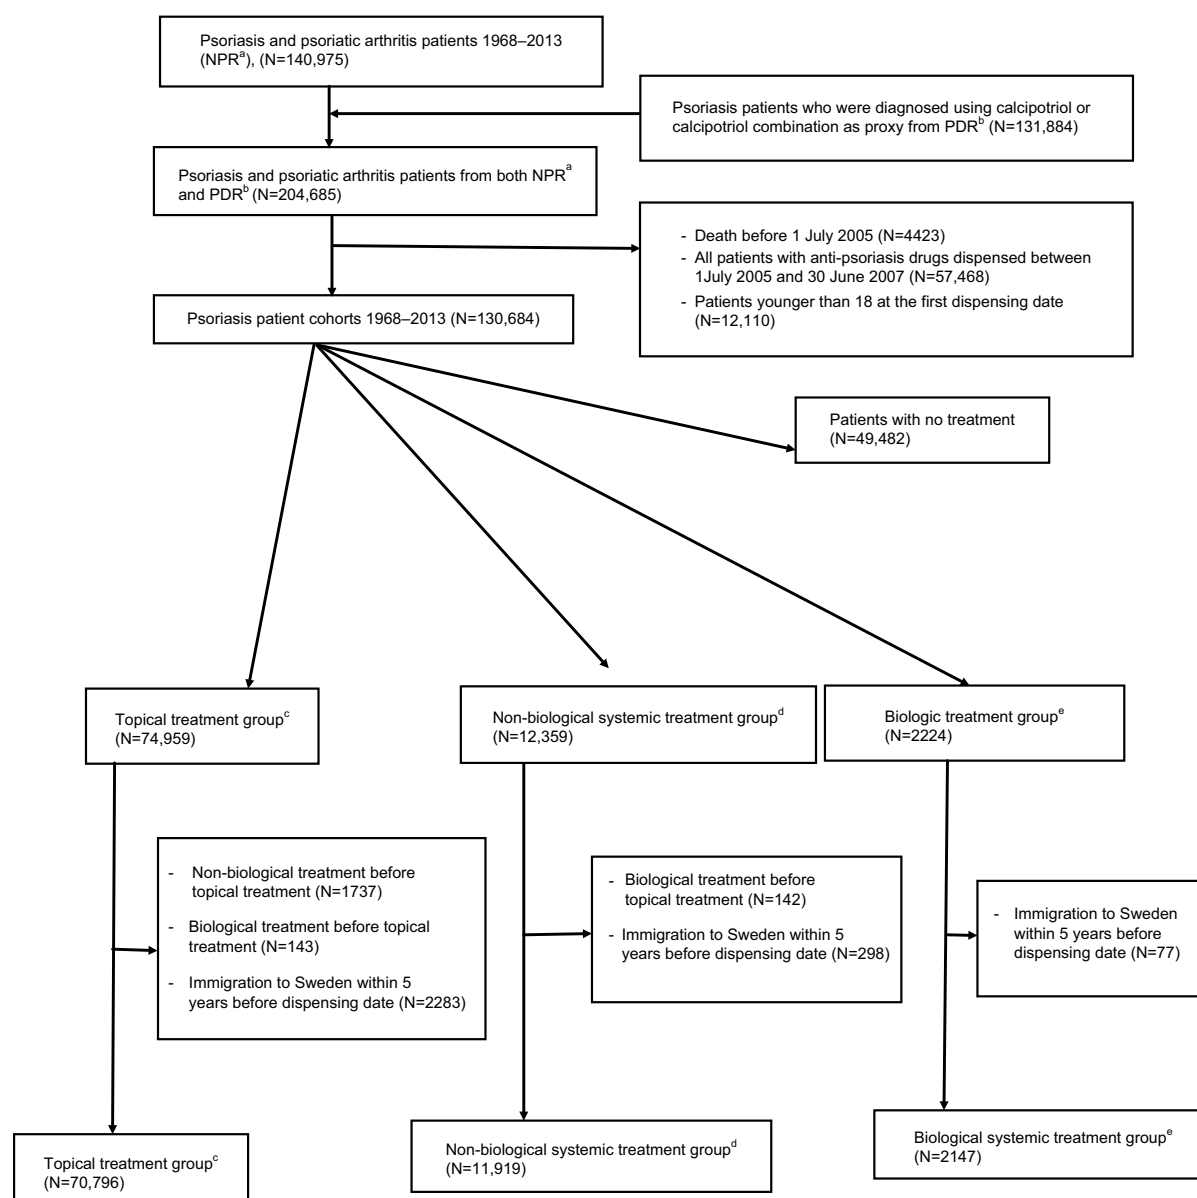 Psoriasis and psoriatic arthritis patients 1968–2013
(NPRᵃ), (N=140,975)
Psoriasis patients who were diagnosed using calcipotriol or
calcipotriol combination as proxy from PDRᵇ (N=131,884)
Psoriasis and psoriatic arthritis patients from both NPRᵃ
and PDRᵇ (N=204,685)
- Death before 1 July 2005 (N=4423)
- All patients with anti-psoriasis drugs dispensed between
1July 2005 and 30 June 2007 (N=57,468)
- Patients younger than 18 at the first dispensing date
(N=12,110)
Psoriasis patient cohorts 1968–2013 (N=130,684)
Patients with no treatment
(N=49,482)
Topical treatment groupᶜ
(N=74,959)
Non-biological systemic treatment groupᵈ
(N=12,359)
Biologic treatment groupᵉ
(N=2224)
- Non-biological treatment before
topical treatment (N=1737)
- Biological treatment before topical
treatment (N=143)
- Immigration to Sweden within 5
years before dispensing date (N=2283)
- Biological treatment before
topical treatment (N=142)
- Immigration to Sweden within 5
years before dispensing date (N=298)
- Immigration to Sweden
within 5 years before
dispensing date (N=77)
Topical treatment groupᶜ
(N=70,796)
Non-biological systemic treatment groupᵈ
(N=11,919)
Biological systemic treatment groupᵉ
(N=2147)